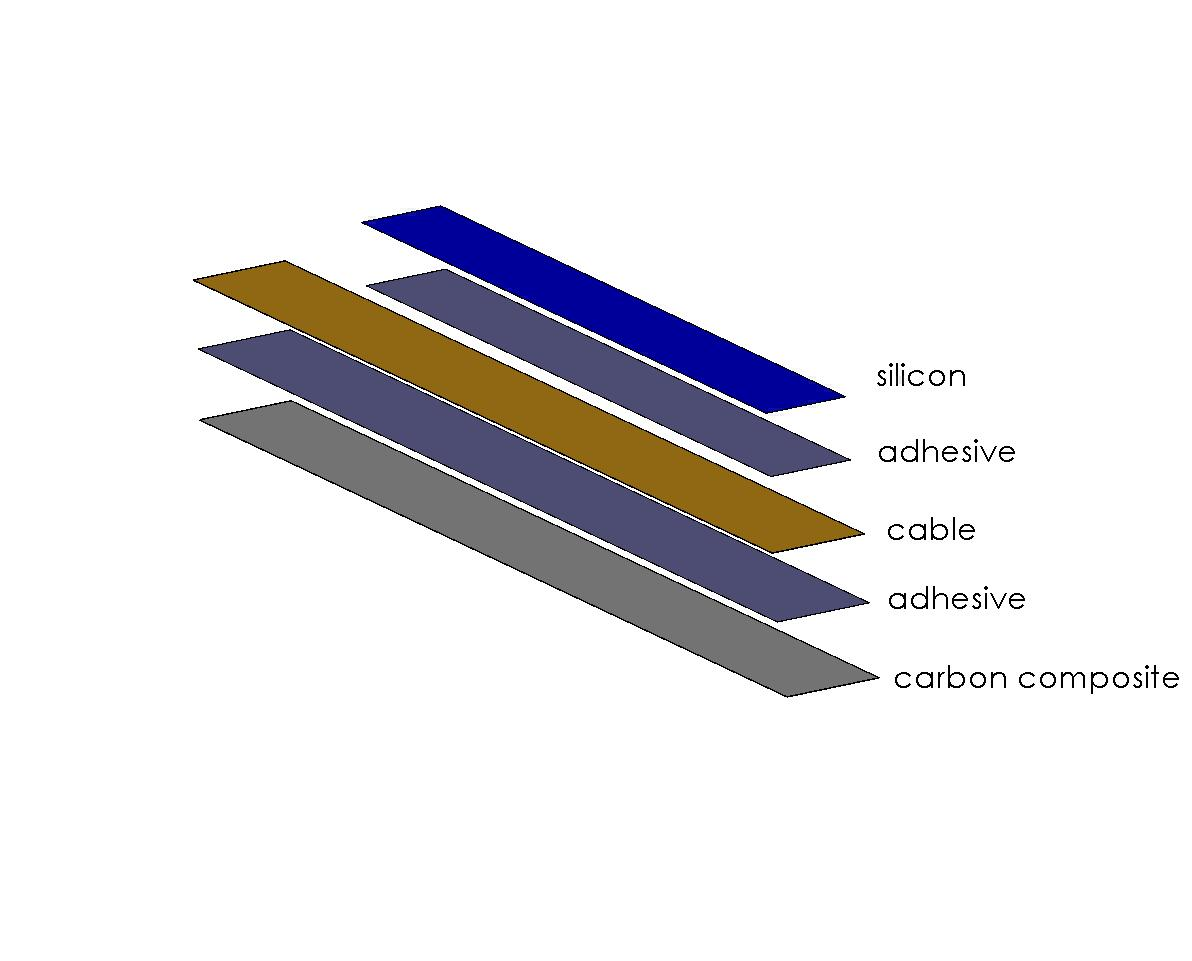 silicon
adhesive
cable
adhesive
carbon composite